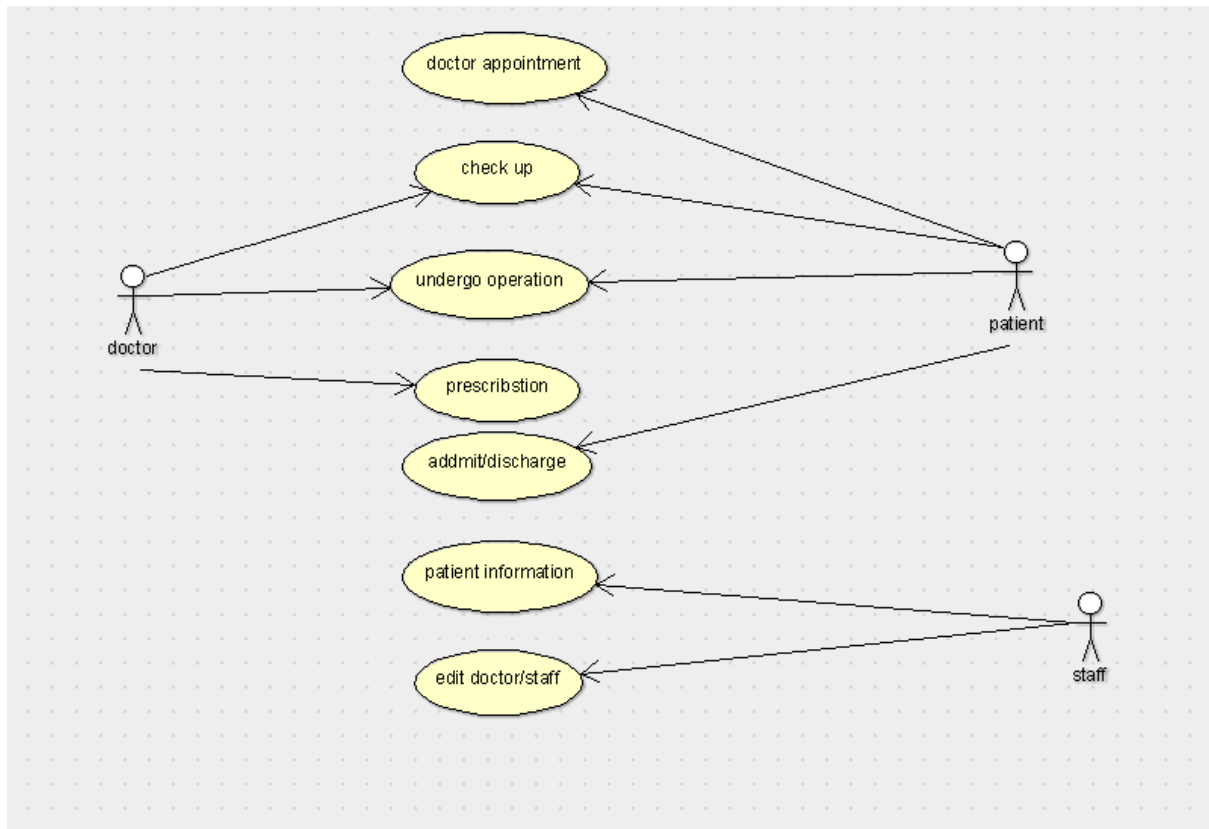 doctor appointment
check up
undergo operation
patient
doctor
prescribstion
addmit/discharge
patient information
edit doctor/staff
staff